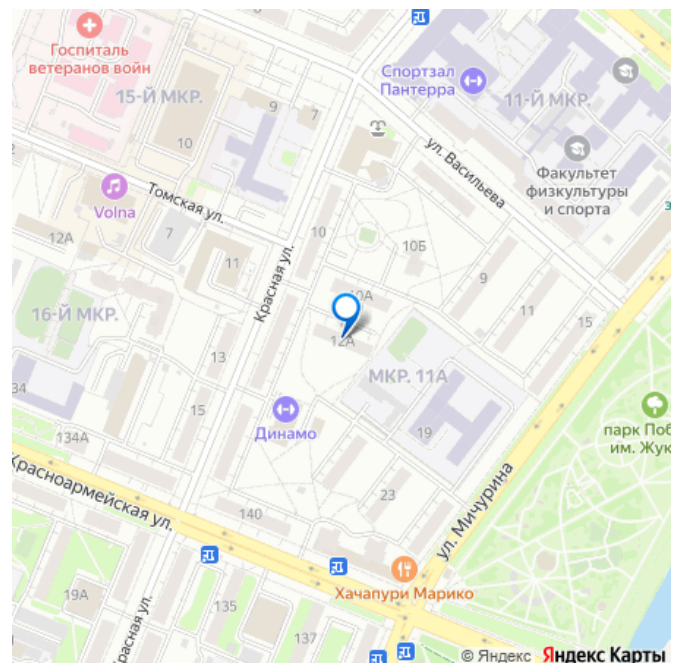 Госпиталь
ветеранов войн
15-Й МКР.
9
7
10
Спортзал
Пантерра
11-Й МКР.
Факультет
физкультуры
и спорта
ул. Васильева
2
Volna
Томская ул.
12А
7
11
10
10Б
9
11
15
10А
12А
Красная ул.
16-Й МКР.
13
МКР. 11А
34
15
Динамо
19
парк Поб
им. Жук
134А
Красноармейская ул.
23
140
ул. Мичурина
Хачапури Марико
19А
135
137
расная ул.
© Яндекс Яндекс Карты